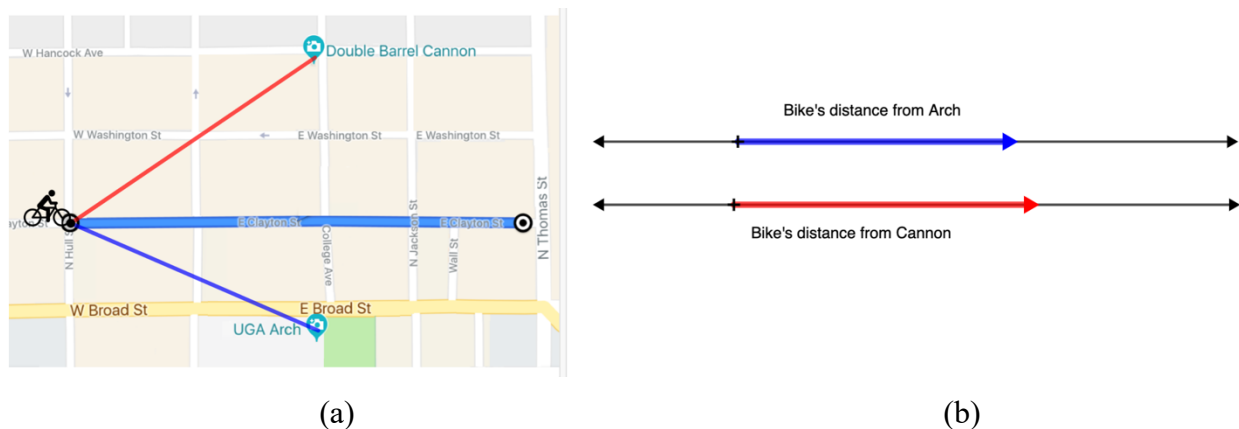 W Hancock Ave
Double Barrel Cannon
W Washington St
E Washington St
E Washington St
E Clayton St
E Clayton St
N Hull
College Ave
N Jackson St
Wall St
N Thomas St
W Broad St
E Broad St
UGA Arch
(a)
Bike's distance from Arch
Bike's distance from Cannon
(b)